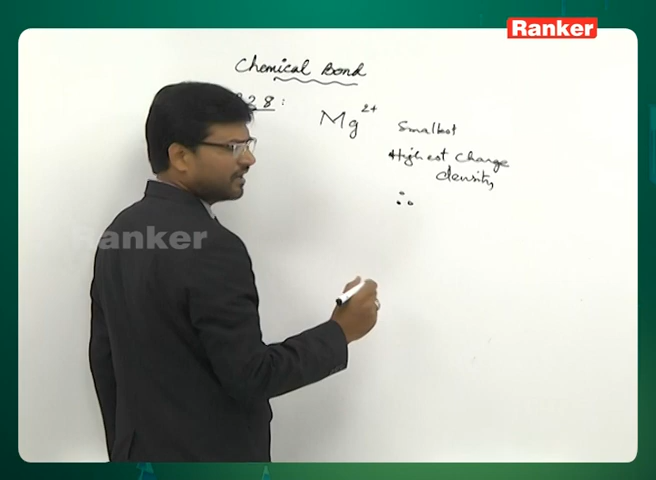 Ranker
Chemical Bond
28:
Mg2+ Smallest
Highest Charge
density,
∴
Ranker